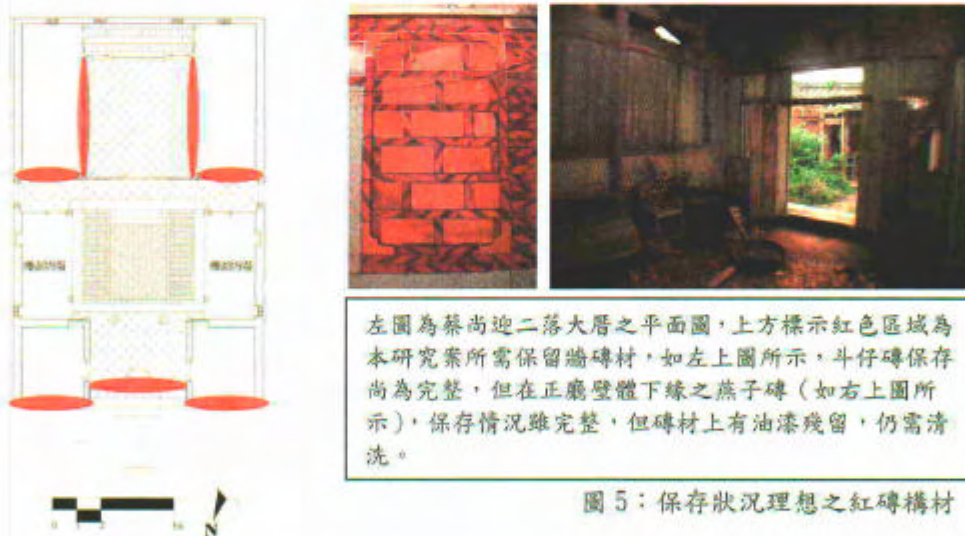 左圖為蔡尚迎二落大厝之平面圖，上方標示紅色區域為
本研究案所需保留牆磚材，如左上圖所示，斗仔磚保存
尚為完整，但在正廳壁體下緣之燕子磚（如右上圖所
示），保存情況雖完整，但磚材上有油漆殘留，仍需清
洗。
圖 5：保存狀況理想之紅磚構材
0
N